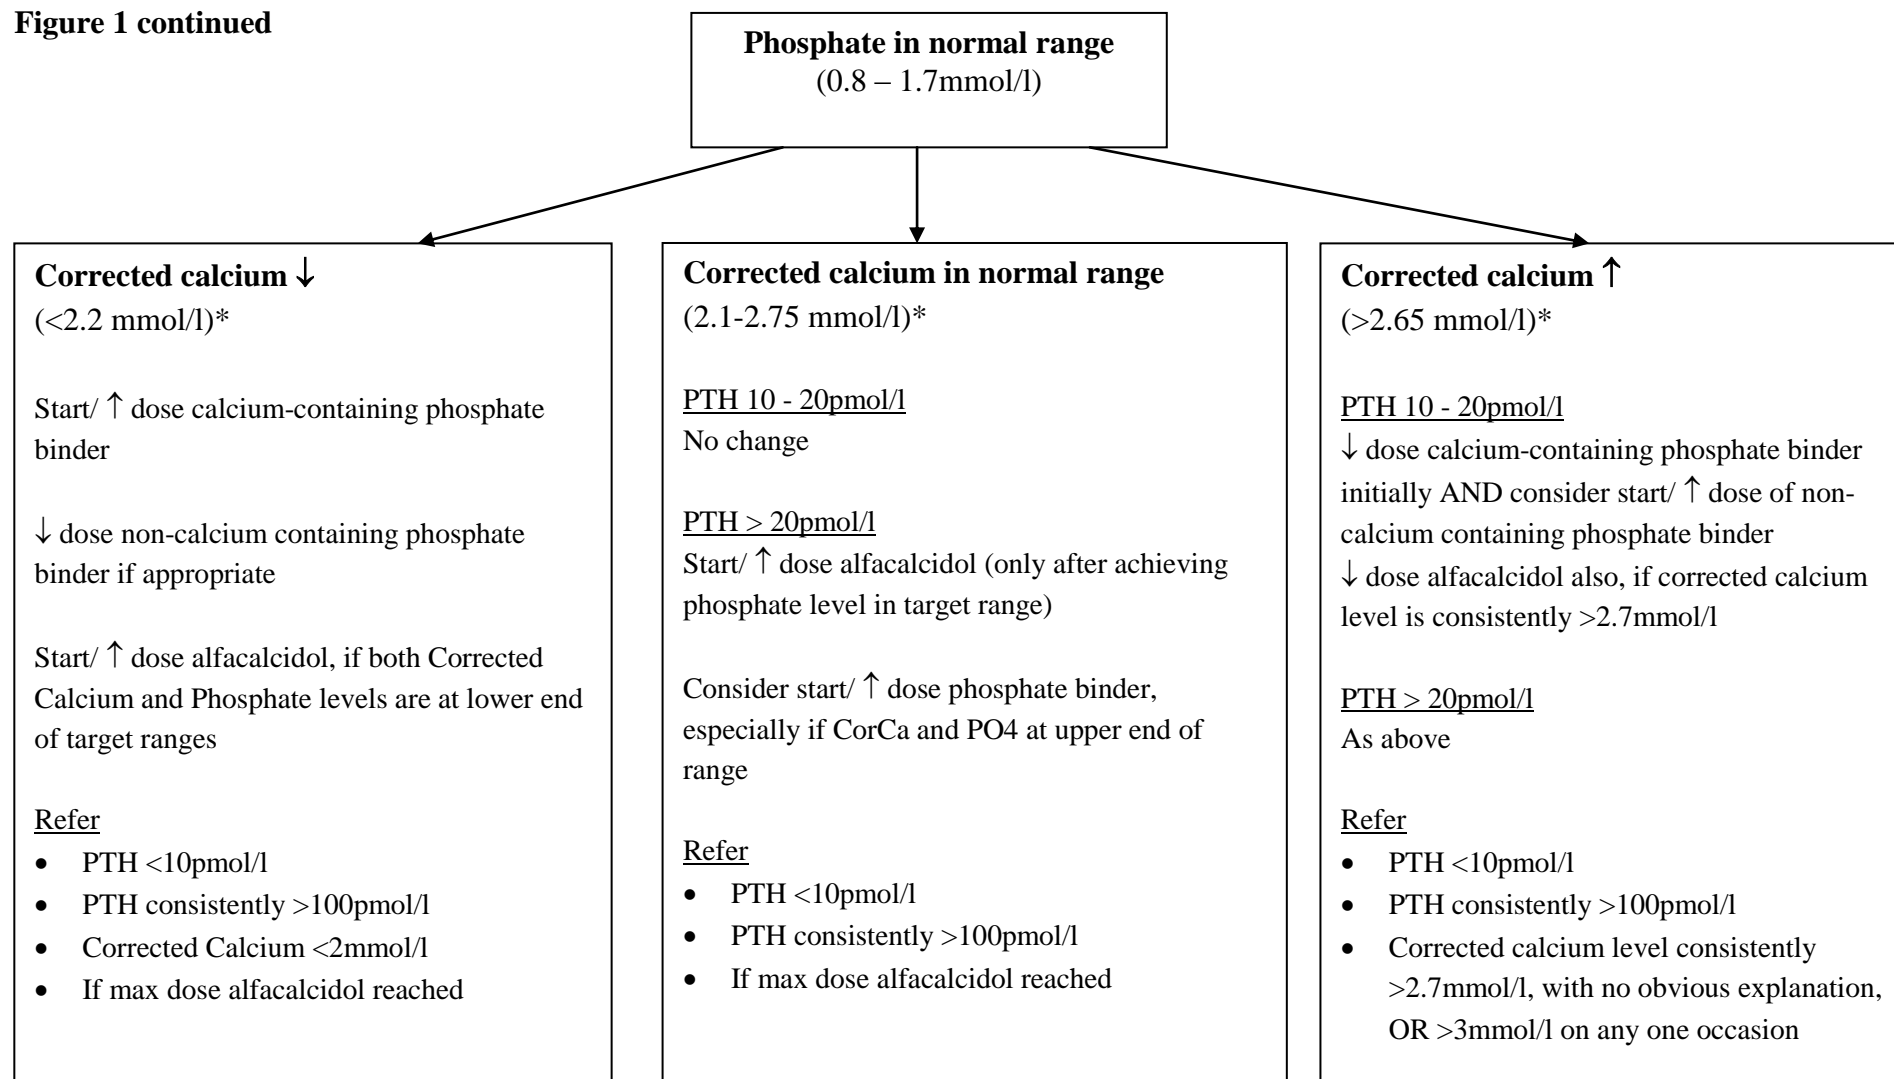 Figure 1 continued
Phosphate in normal range
(0.8 – 1.7mmol/l)
Corrected calcium ↓
(<2.2 mmol/l)*
Start/ ↑ dose calcium-containing phosphate
binder
↓ dose non-calcium containing phosphate
binder if appropriate
Start/ ↑ dose alfacalcidol, if both Corrected
Calcium and Phosphate levels are at lower end
of target ranges
Refer
• PTH <10pmol/l
• PTH consistently >100pmol/l
• Corrected Calcium <2mmol/l
• If max dose alfacalcidol reached
Corrected calcium in normal range
(2.1-2.75 mmol/l)*
PTH 10 - 20pmol/l
No change
PTH > 20pmol/l
Start/ ↑ dose alfacalcidol (only after achieving
phosphate level in target range)
Consider start/ ↑ dose phosphate binder,
especially if CorCa and PO4 at upper end of
range
Refer
• PTH <10pmol/l
• PTH consistently >100pmol/l
• If max dose alfacalcidol reached
Corrected calcium ↑
(>2.65 mmol/l)*
PTH 10 - 20pmol/l
↓ dose calcium-containing phosphate binder
initially AND consider start/ ↑ dose of non-
calcium containing phosphate binder
↓ dose alfacalcidol also, if corrected calcium
level is consistently >2.7mmol/l
PTH > 20pmol/l
As above
Refer
• PTH <10pmol/l
• PTH consistently >100pmol/l
• Corrected calcium level consistently
>2.7mmol/l, with no obvious explanation,
OR >3mmol/l on any one occasion